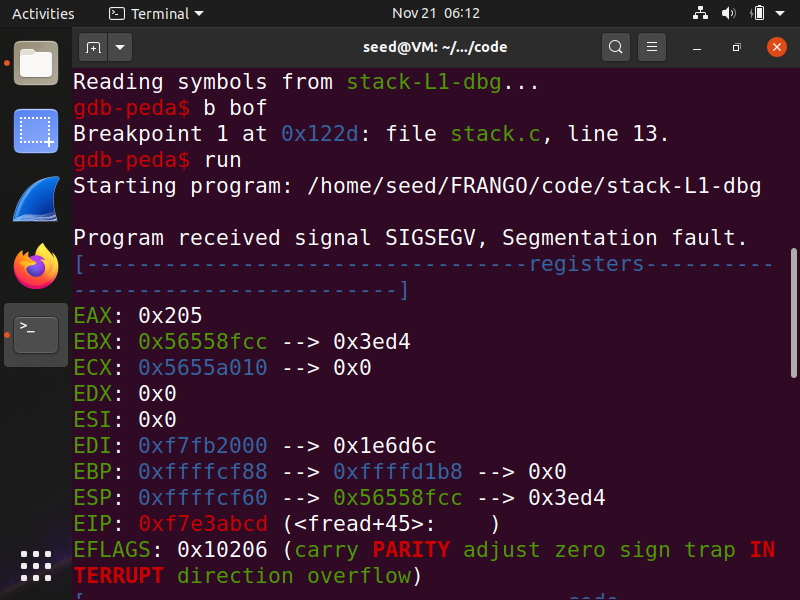 Activities Terminal Nov 21 06:12
seed@VM: ~/.../code
Reading symbols from stack-L1-dbg...
gdb-peda$ b bof
Breakpoint 1 at 0x122d: file stack.c, line 13.
gdb-peda$ run
Starting program: /home/seed/FRANGO/code/stack-L1-dbg
Program received signal SIGSEGV, Segmentation fault.
[----------------------------------registers----------
-------------------------]
EAX: 0x205
EBX: 0x56558fcc --> 0x3ed4
ECX: 0x5655a010 --> 0x0
EDX: 0x0
ESI: 0x0
EDI: 0xf7fb2000 --> 0x1e6d6c
EBP: 0xffffcf88 --> 0xffffd1b8 --> 0x0
ESP: 0xffffcf60 --> 0x56558fcc --> 0x3ed4
EIP: 0xf7e3abcd (<fread+45>:    )
EFLAGS: 0x10206 (carry PARITY adjust zero sign trap IN
TERRUPT direction overflow)